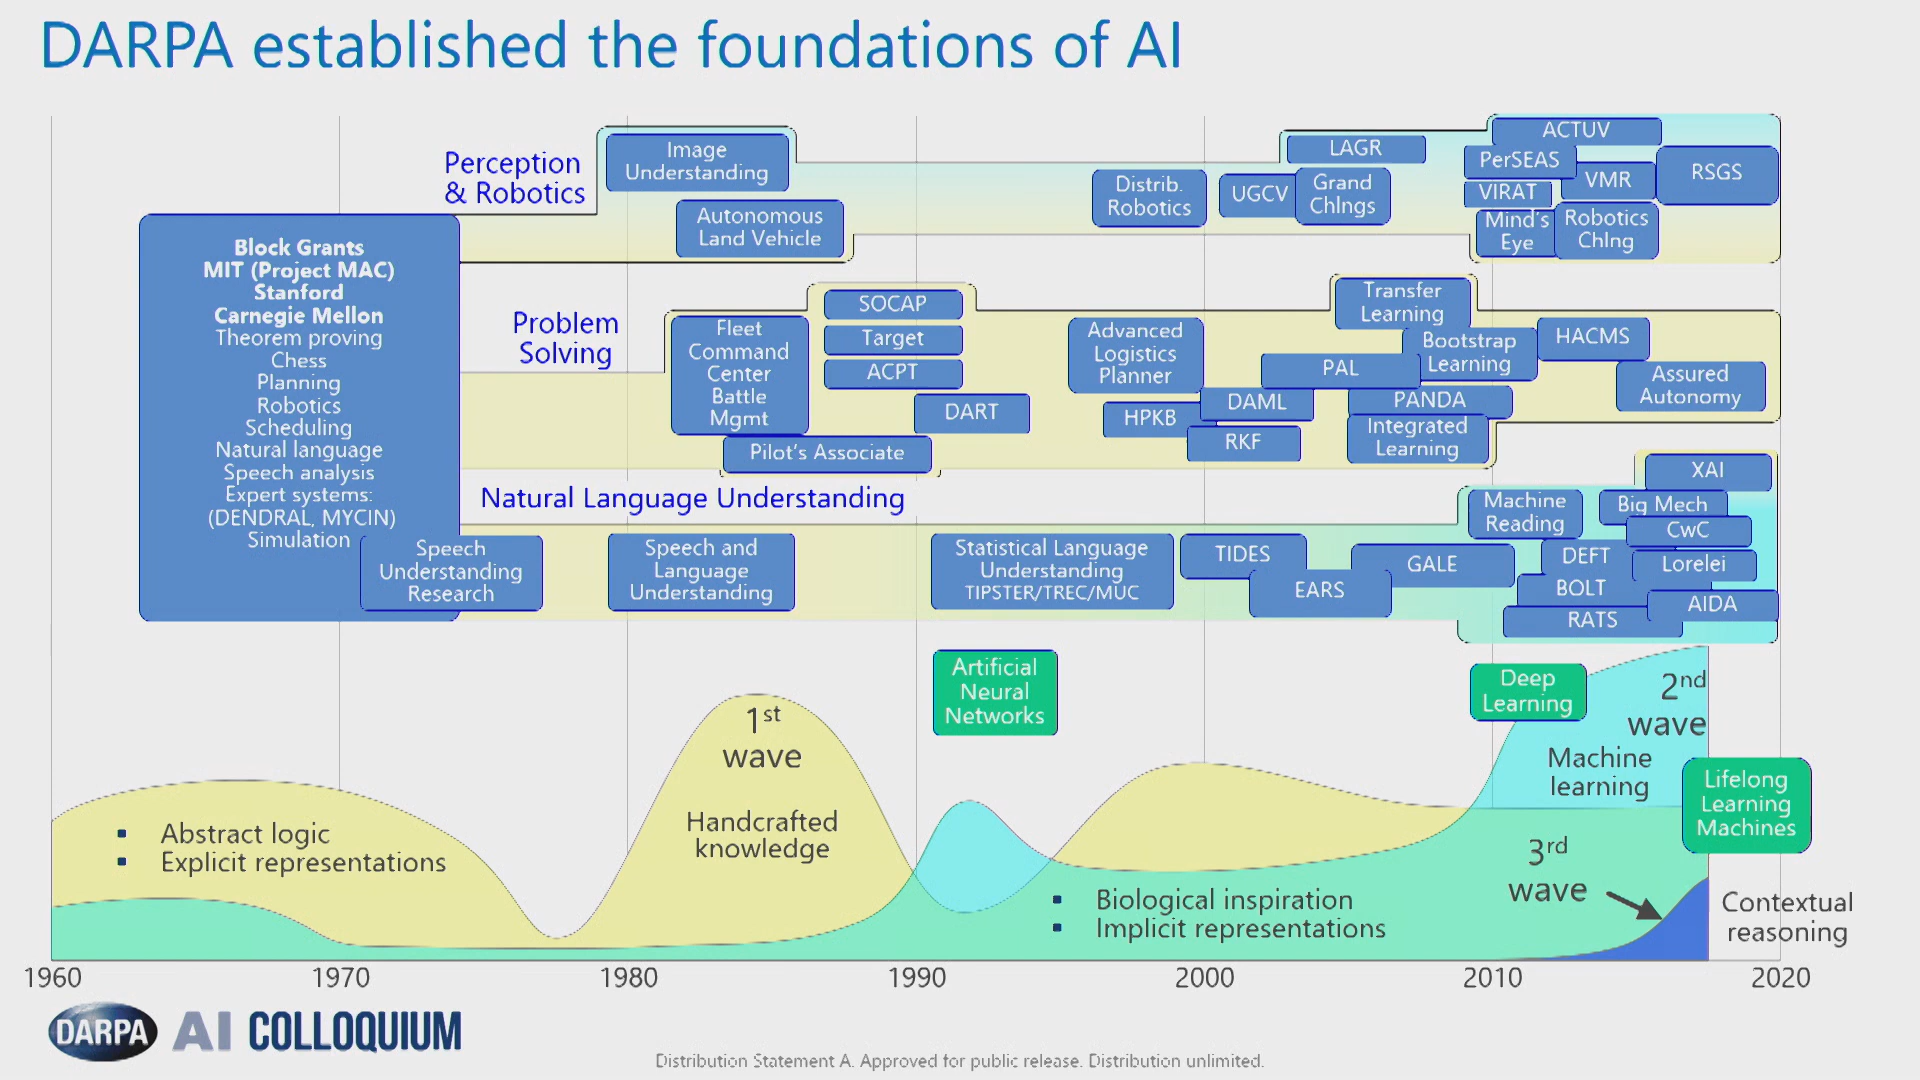 DARPA established the foundations of AI
Perception
& Robotics
Image
Understanding
Autonomous
Land Vehicle
Distrib.
Robotics
UGCV
LAGR
Grand
Chlngs
ACTUV
PerSEAS
VIRAT
VMR
RSGS
Mind's
Eye
Robotics
Chlng
Block Grants
MIT (Project MAC)
Stanford
Carnegie Mellon
Theorem proving
Chess
Planning
Robotics
Scheduling
Natural language
Speech analysis
Expert systems:
(DENDRAL, MYCIN)
Simulation
Problem
Solving
Fleet
Command
Center
Battle
Mgmt
SOCAP
Target
ACPT
DART
Pilot's Associate
Advanced
Logistics
Planner
HPKB
DAML
RKF
Transfer
Learning
PAL
Bootstrap
Learning
PANDA
Integrated
Learning
HACMS
Assured
Autonomy
Natural Language Understanding
Speech
Understanding
Research
Speech and
Language
Understanding
Statistical Language
Understanding
TIPSTER/TREC/MUC
TIDES
EARS
GALE
Machine
Reading
XAI
Big Mech
CwC
DEFT
Lorelei
BOLT
AIDA
RATS
Artificial
Neural
Networks
Deep
Learning
Lifelong
Learning
Machines
1st
wave
Handcrafted
knowledge
2nd
wave
Machine
learning
3rd
wave
Contextual
reasoning
▪ Abstract logic
▪ Explicit representations
▪ Biological inspiration
▪ Implicit representations
1960 1970 1980 1990 2000 2010 2020
DARPA AI COLLOQUIUM
Distribution Statement A. Approved for public release. Distribution unlimited.